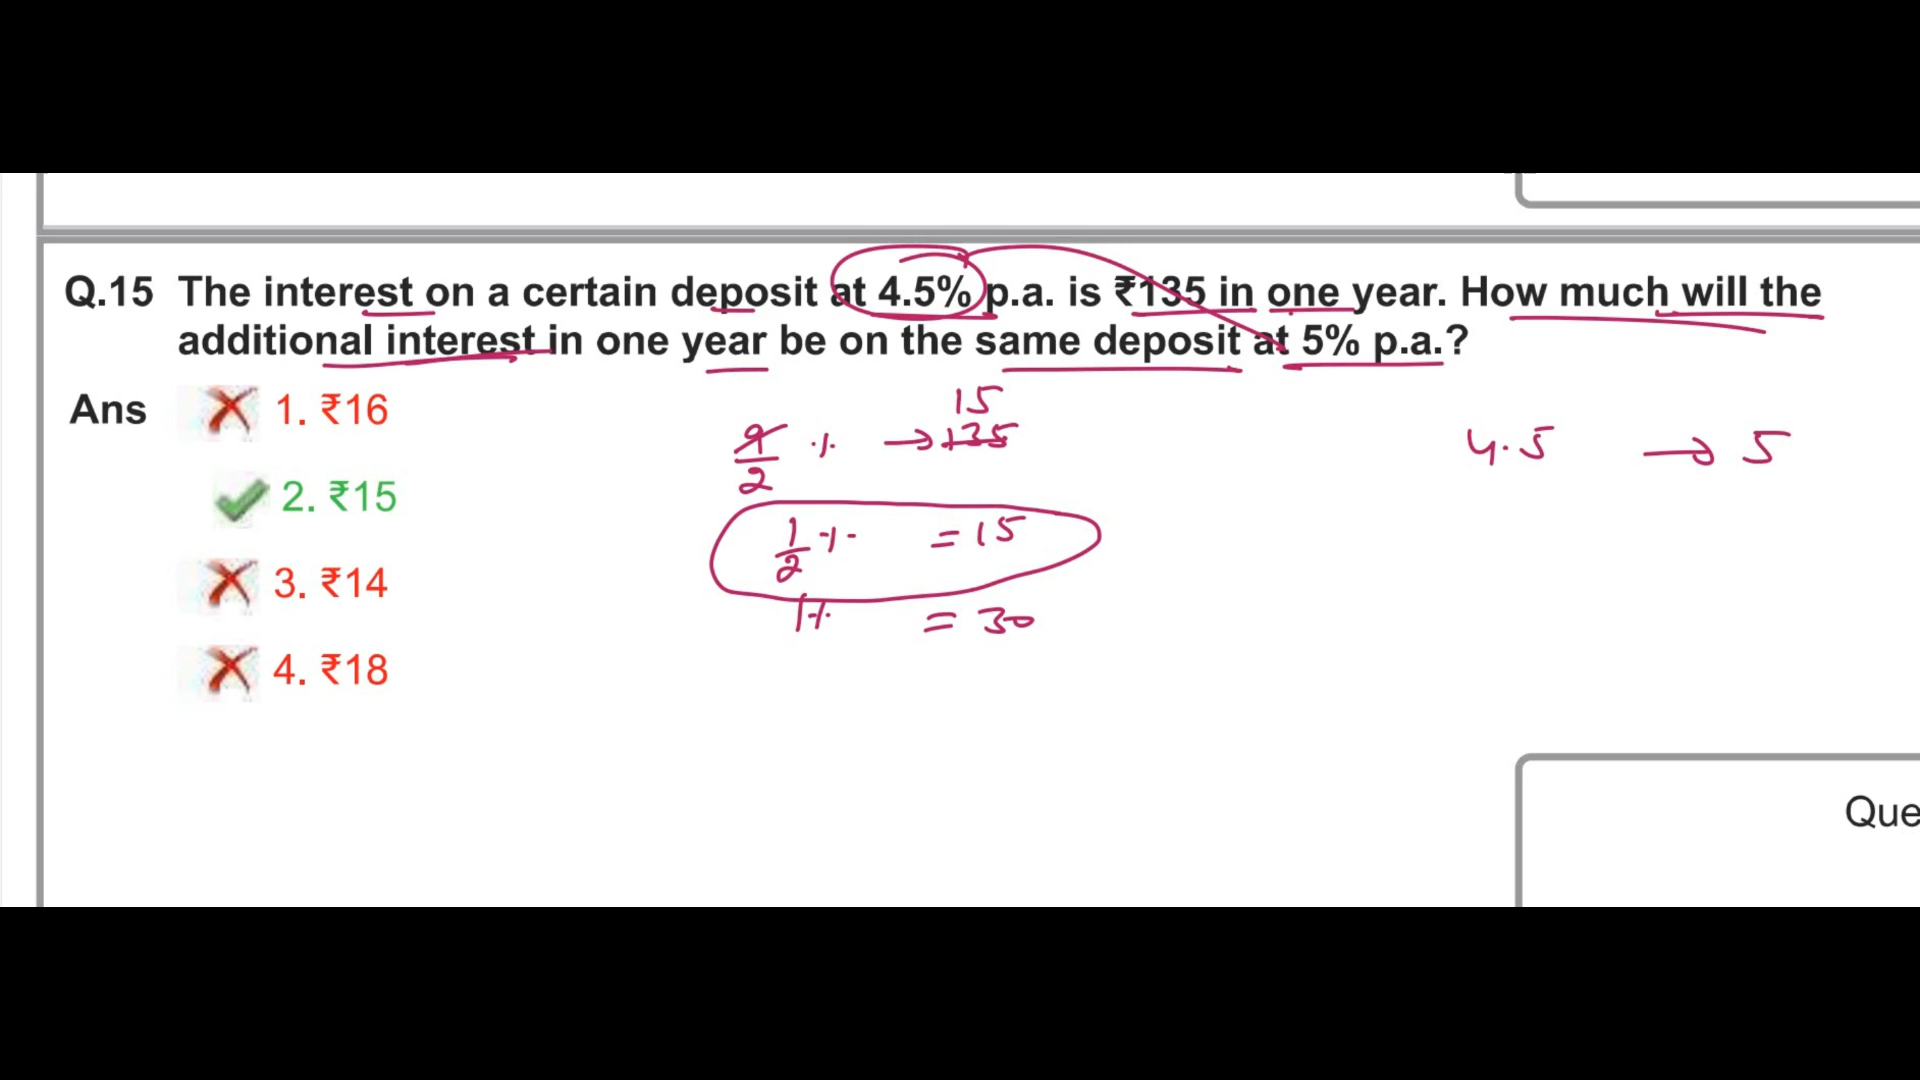 Q.15 The interest on a certain deposit at 4.5% p.a. is ₹135 in one year. How much will the
additional interest in one year be on the same deposit at 5% p.a.?
Ans 1. ₹16
2. ₹15
3. ₹14
4. ₹18
15
9/2 % → 135
4.5 → 5
1/2 % = 15
1% = 30
Que